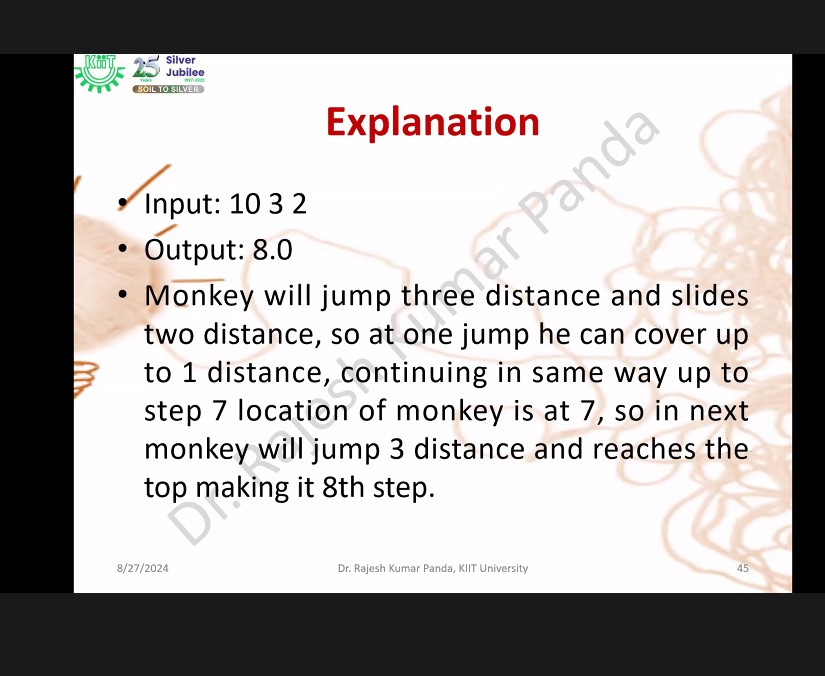 KiiT
25 Silver
Years Jubilee
1997-2022
SOIL TO SILVER
Explanation
• Input: 10 3 2
• Output: 8.0
• Monkey will jump three distance and slides
two distance, so at one jump he can cover up
to 1 distance, continuing in same way up to
step 7 location of monkey is at 7, so in next
monkey will jump 3 distance and reaches the
top making it 8th step.
Dr. Rajesh Kumar Panda
8/27/2024
Dr. Rajesh Kumar Panda, KIIT University
45